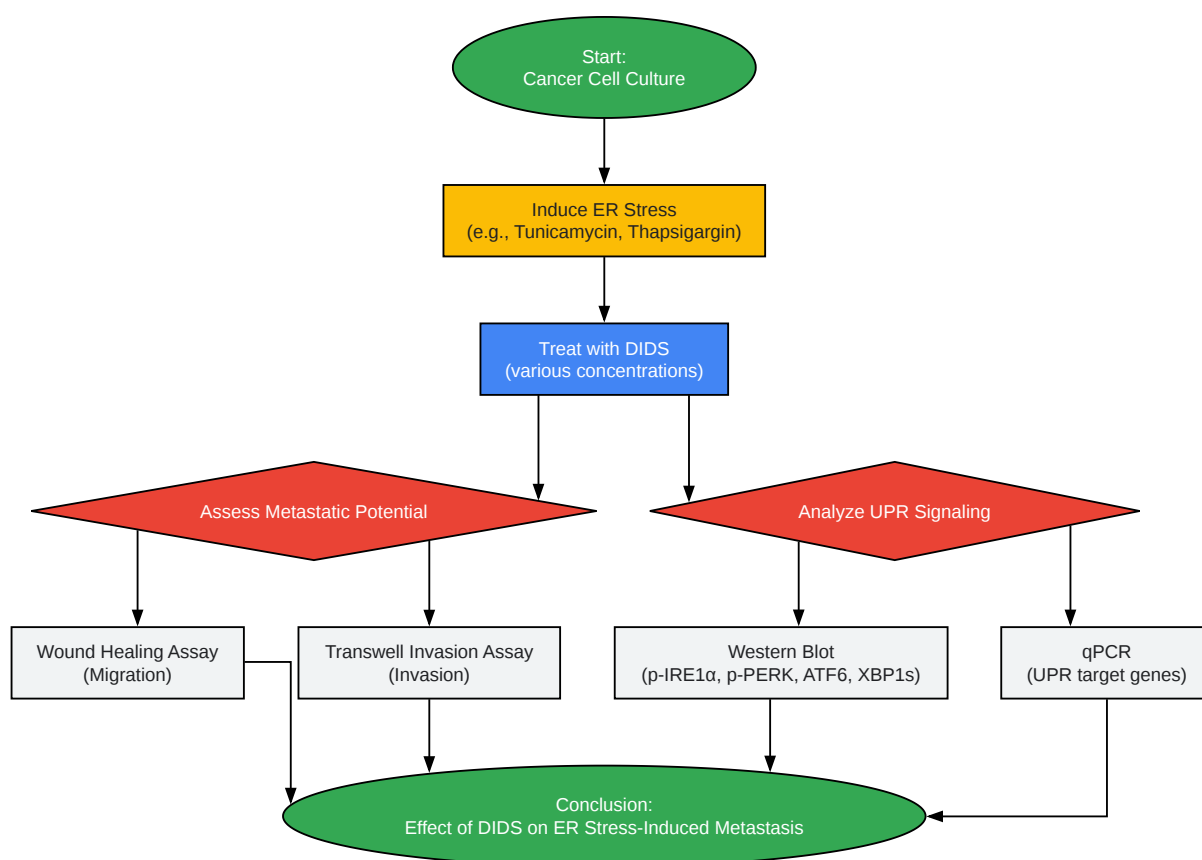 Start:
Cancer Cell Culture
Induce ER Stress
(e.g., Tunicamycin, Thapsigargin)
Treat with DIDS
(various concentrations)
Assess Metastatic Potential
Analyze UPR Signaling
Wound Healing Assay
(Migration)
Transwell Invasion Assay
(Invasion)
Western Blot
(p-IRE1α, p-PERK, ATF6, XBP1s)
qPCR
(UPR target genes)
Conclusion:
Effect of DIDS on ER Stress-Induced Metastasis